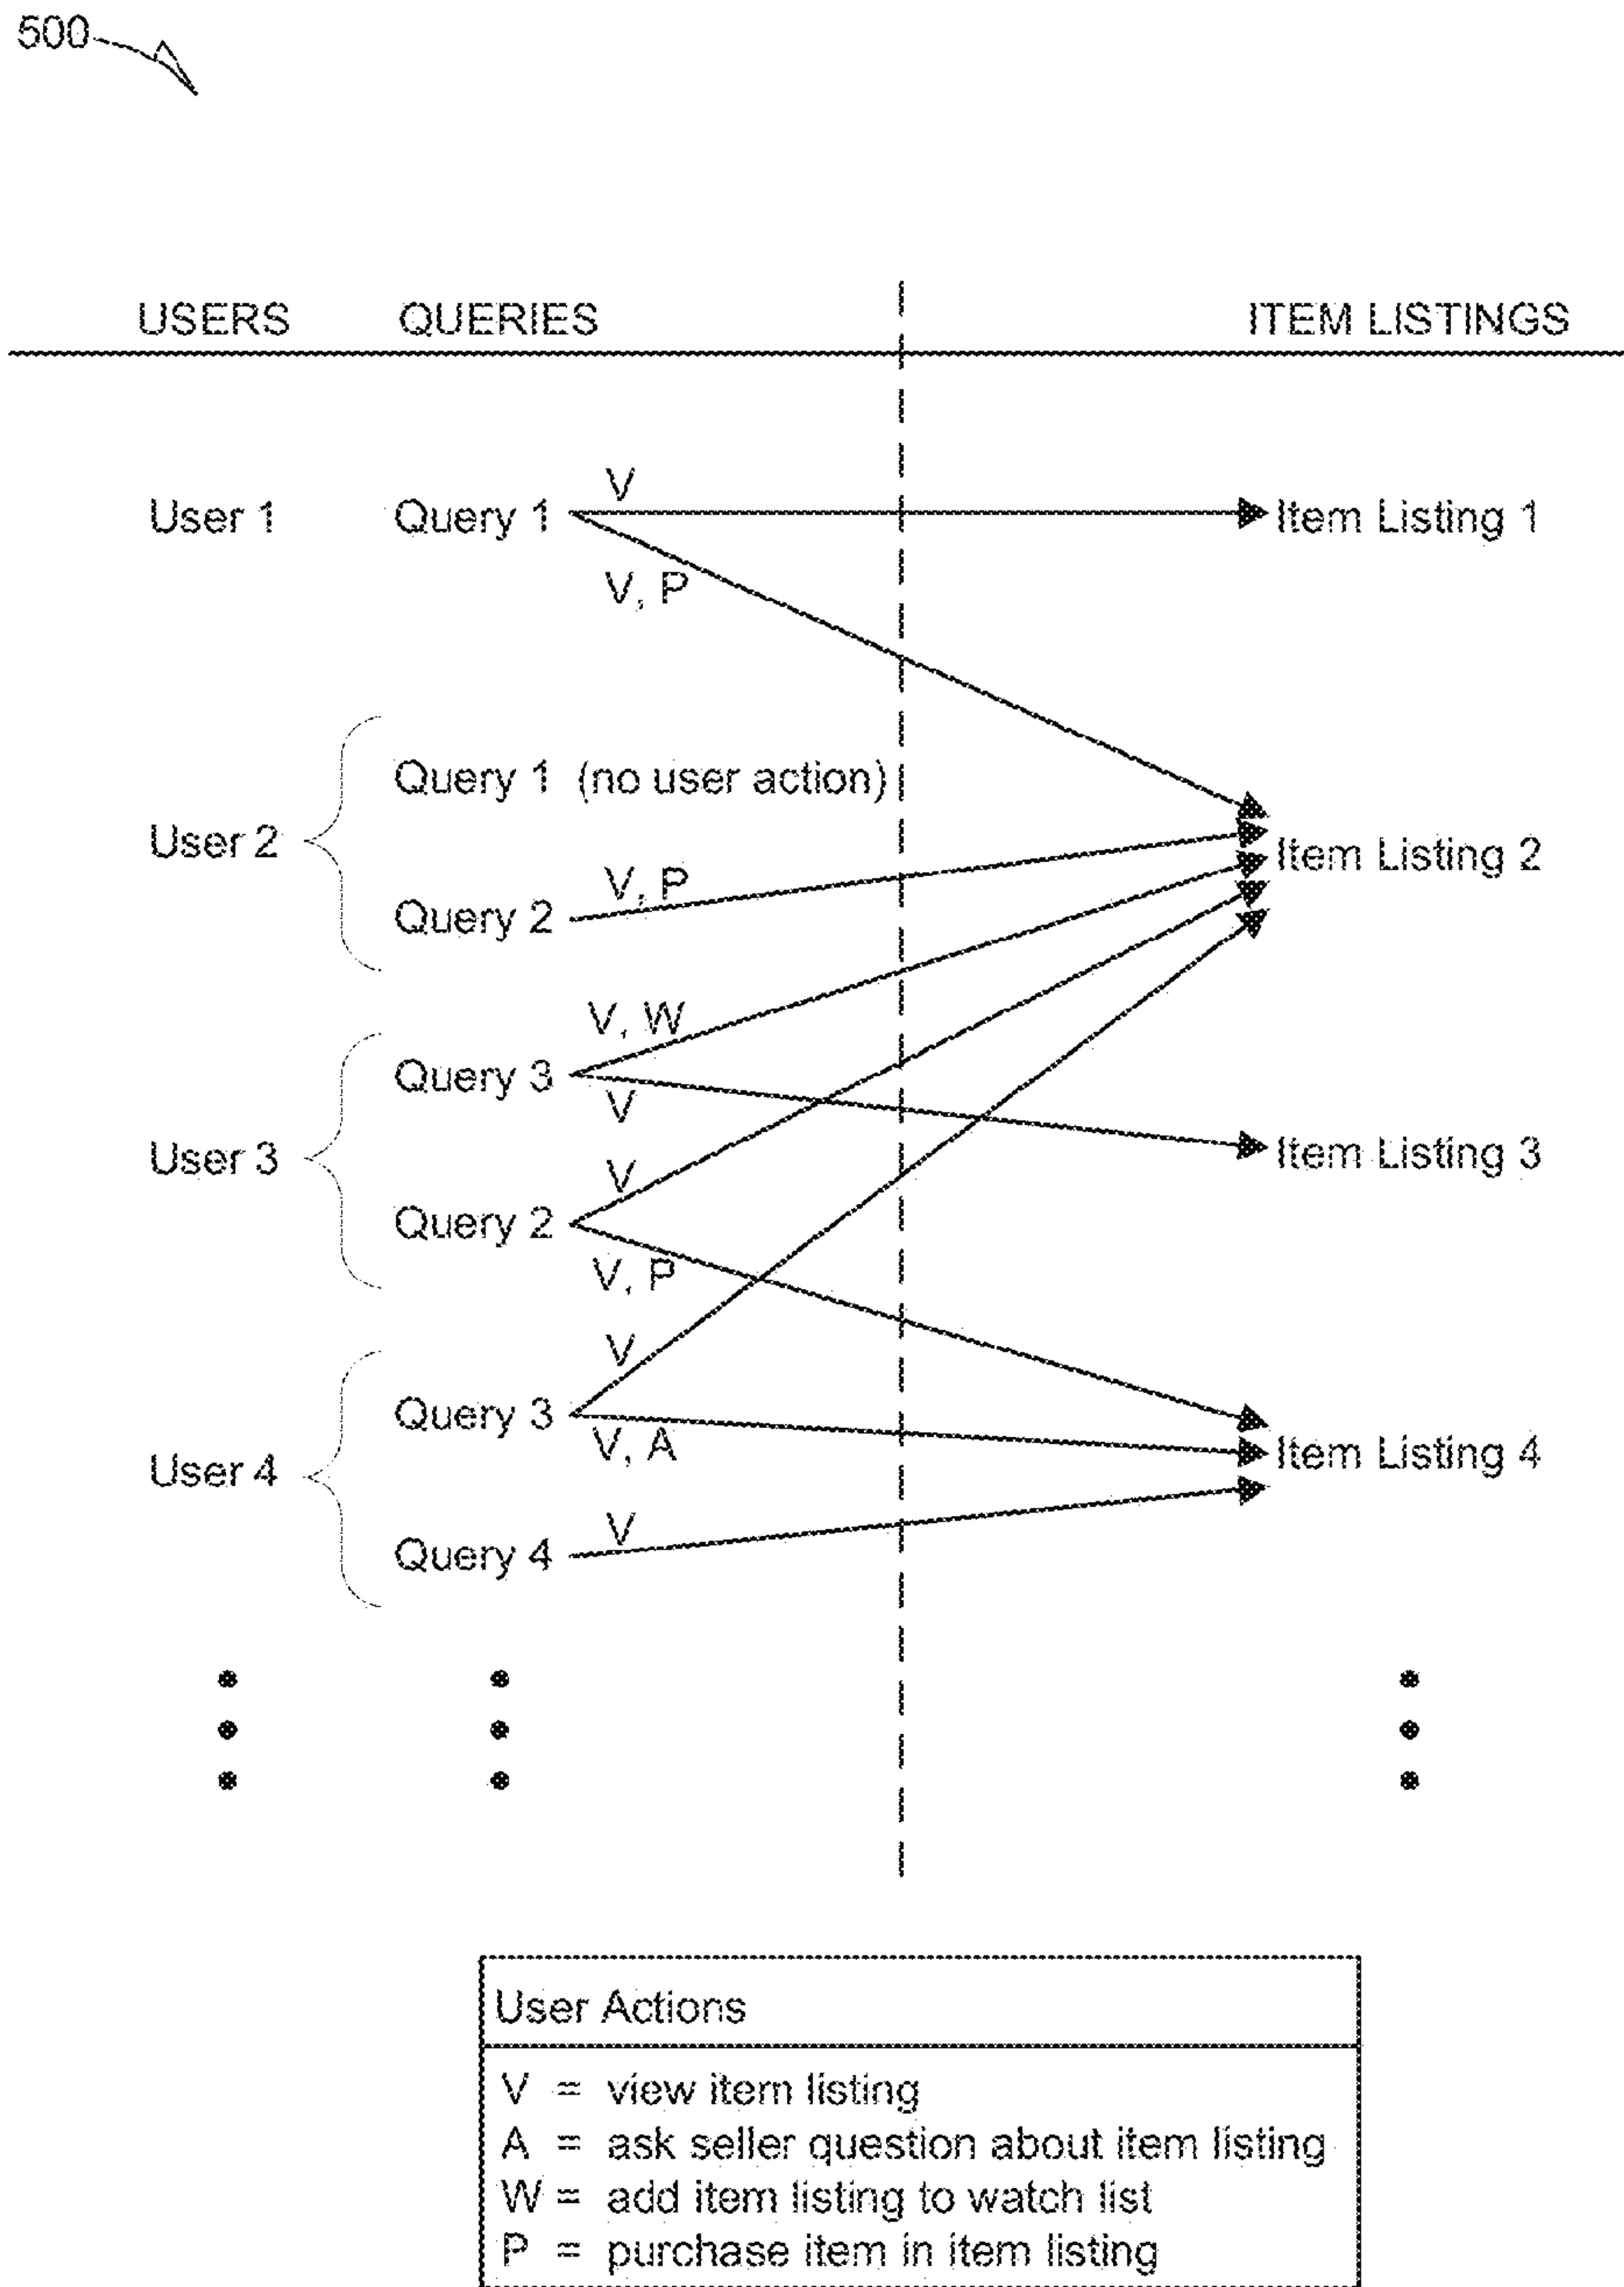 500
USERS QUERIES ITEM LISTINGS
V
User 1 Query 1 Item Listing 1
V, P
Query 1 (no user action)
User 2 Item Listing 2
V, P
Query 2
V, W
Query 3
V
User 3 Item Listing 3
V
Query 2
V, P
V
Query 3
V, A
User 4 Item Listing 4
V
Query 4
User Actions
V = view item listing
A = ask seller question about item listing
W = add item listing to watch list
P = purchase item in item listing